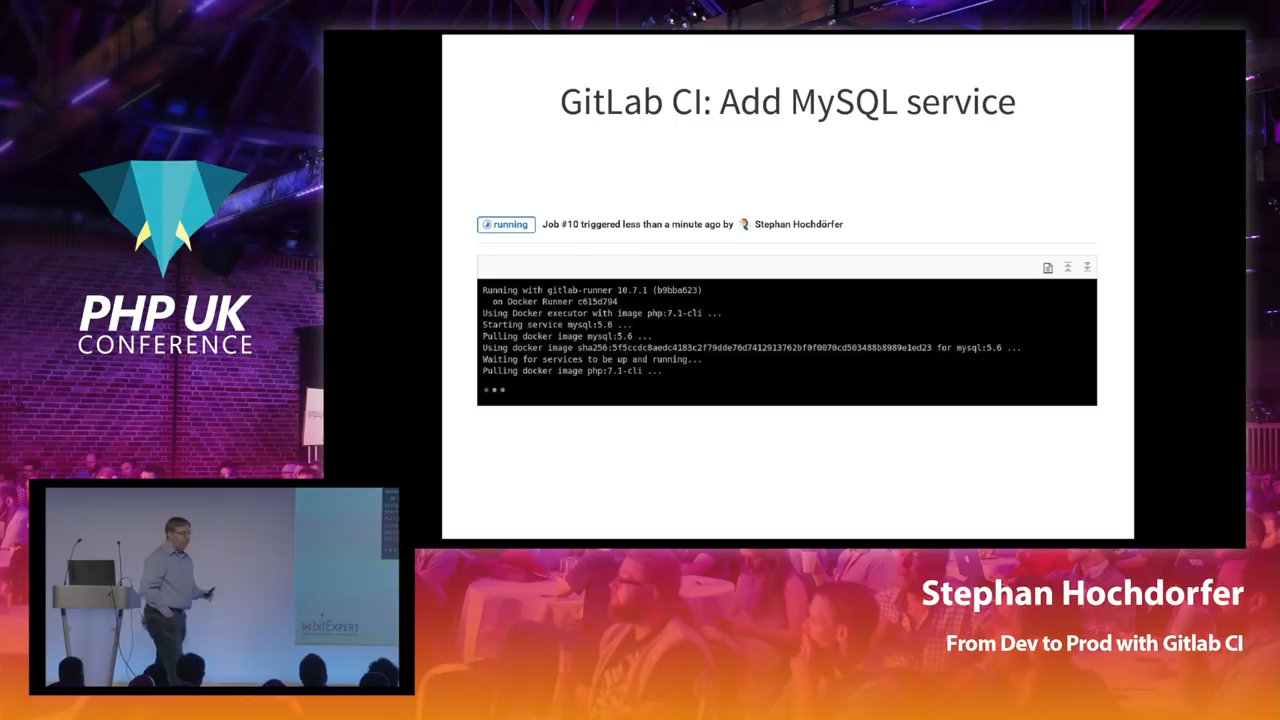 GitLab CI: Add MySQL service
running Job #10 triggered less than a minute ago by Stephan Hochdörfer
Running with gitlab-runner 10.7.1 (b9bba623)
on Docker Runner c615d794
Using Docker executor with image php:7.1-cli ...
Starting service mysql:5.6 ...
Pulling docker image mysql:5.6 ...
Using docker image sha256:5f5ccdc8aedc4183c2f79dde76d7412913762bf0f0070cd503488b8989e1ed23 for mysql:5.6 ...
Waiting for services to be up and running...
Pulling docker image php:7.1-cli ...
PHP UK
CONFERENCE
bitExpert
Stephan Hochdorfer
From Dev to Prod with Gitlab CI